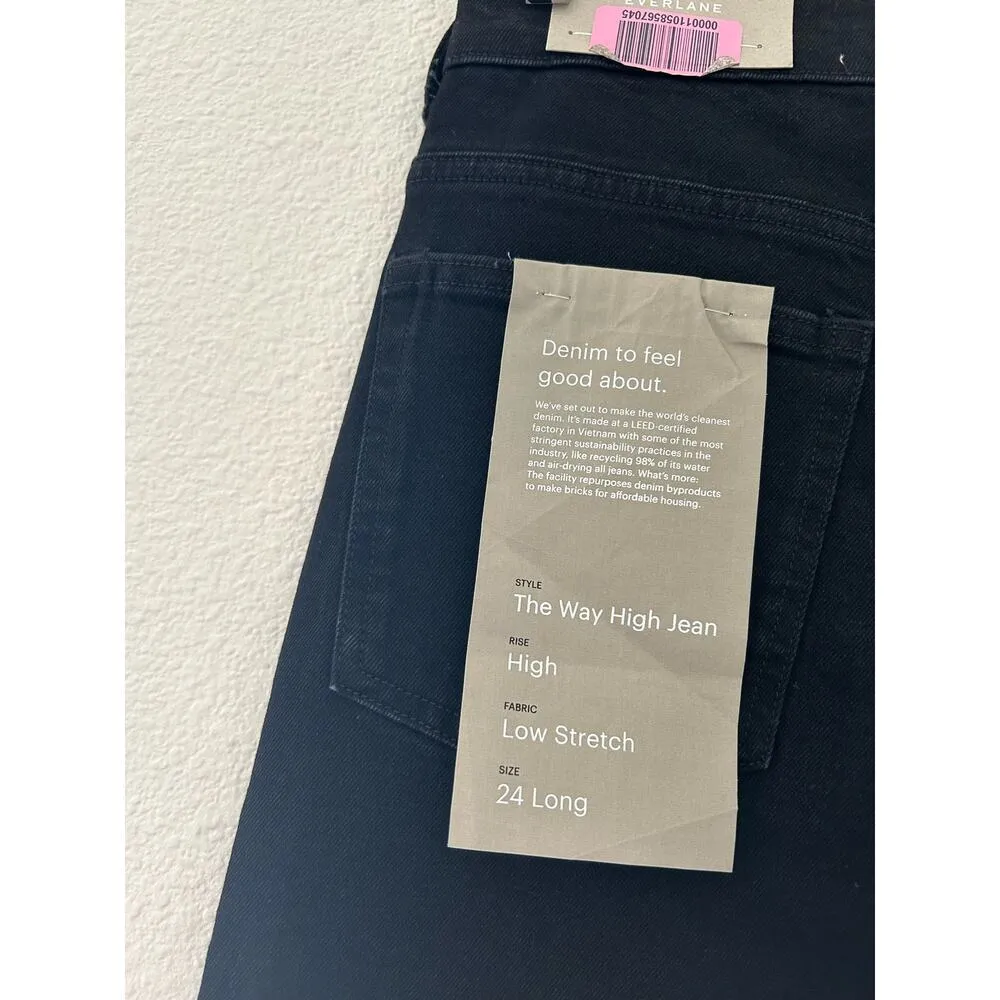 EVERLANE
0000110585567045
Denim to feel
good about.
We've set out to make the world's cleanest
denim. It's made at a LEED-certified
factory in Vietnam with some of the most
stringent sustainability practices in the
industry, like recycling 98% of its water
and air-drying all jeans. What's more:
The facility repurposes denim byproducts
to make bricks for affordable housing.
STYLE
The Way High Jean
RISE
High
FABRIC
Low Stretch
SIZE
24 Long